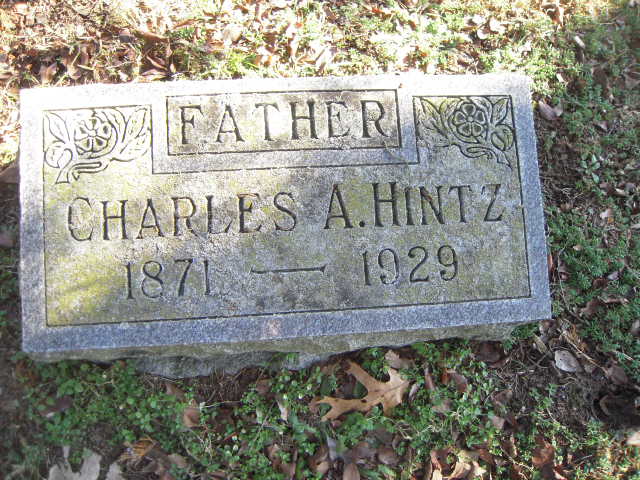 FATHER
CHARLES A. HINTZ
1871 — 1929